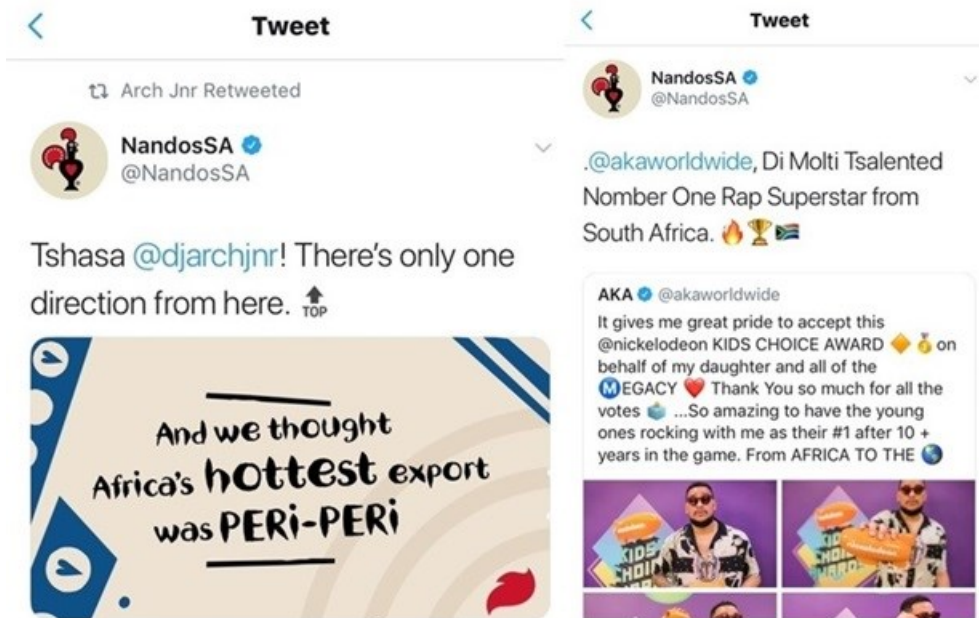 Tweet
Arch Jnr Retweeted
NandosSA
@NandosSA
Tshasa @djarchjnr! There's only one
direction from here. 🔝
And we thought
Africa's hottest export
was PERi-PERi
Tweet
NandosSA
@NandosSA
.@akaworldwide, Di Molti Tsalented
Nomber One Rap Superstar from
South Africa. 🔥🏆🇿🇦
AKA @akaworldwide
It gives me great pride to accept this
@nickelodeon KIDS CHOICE AWARD 🔶🥇 on
behalf of my daughter and all of the
Ⓜ️EGACY ❤️ Thank You so much for all the
votes 🗳️ ...So amazing to have the young
ones rocking with me as their #1 after 10 +
years in the game. From AFRICA TO THE 🌎
KIDS
CHOI
nickelodeon